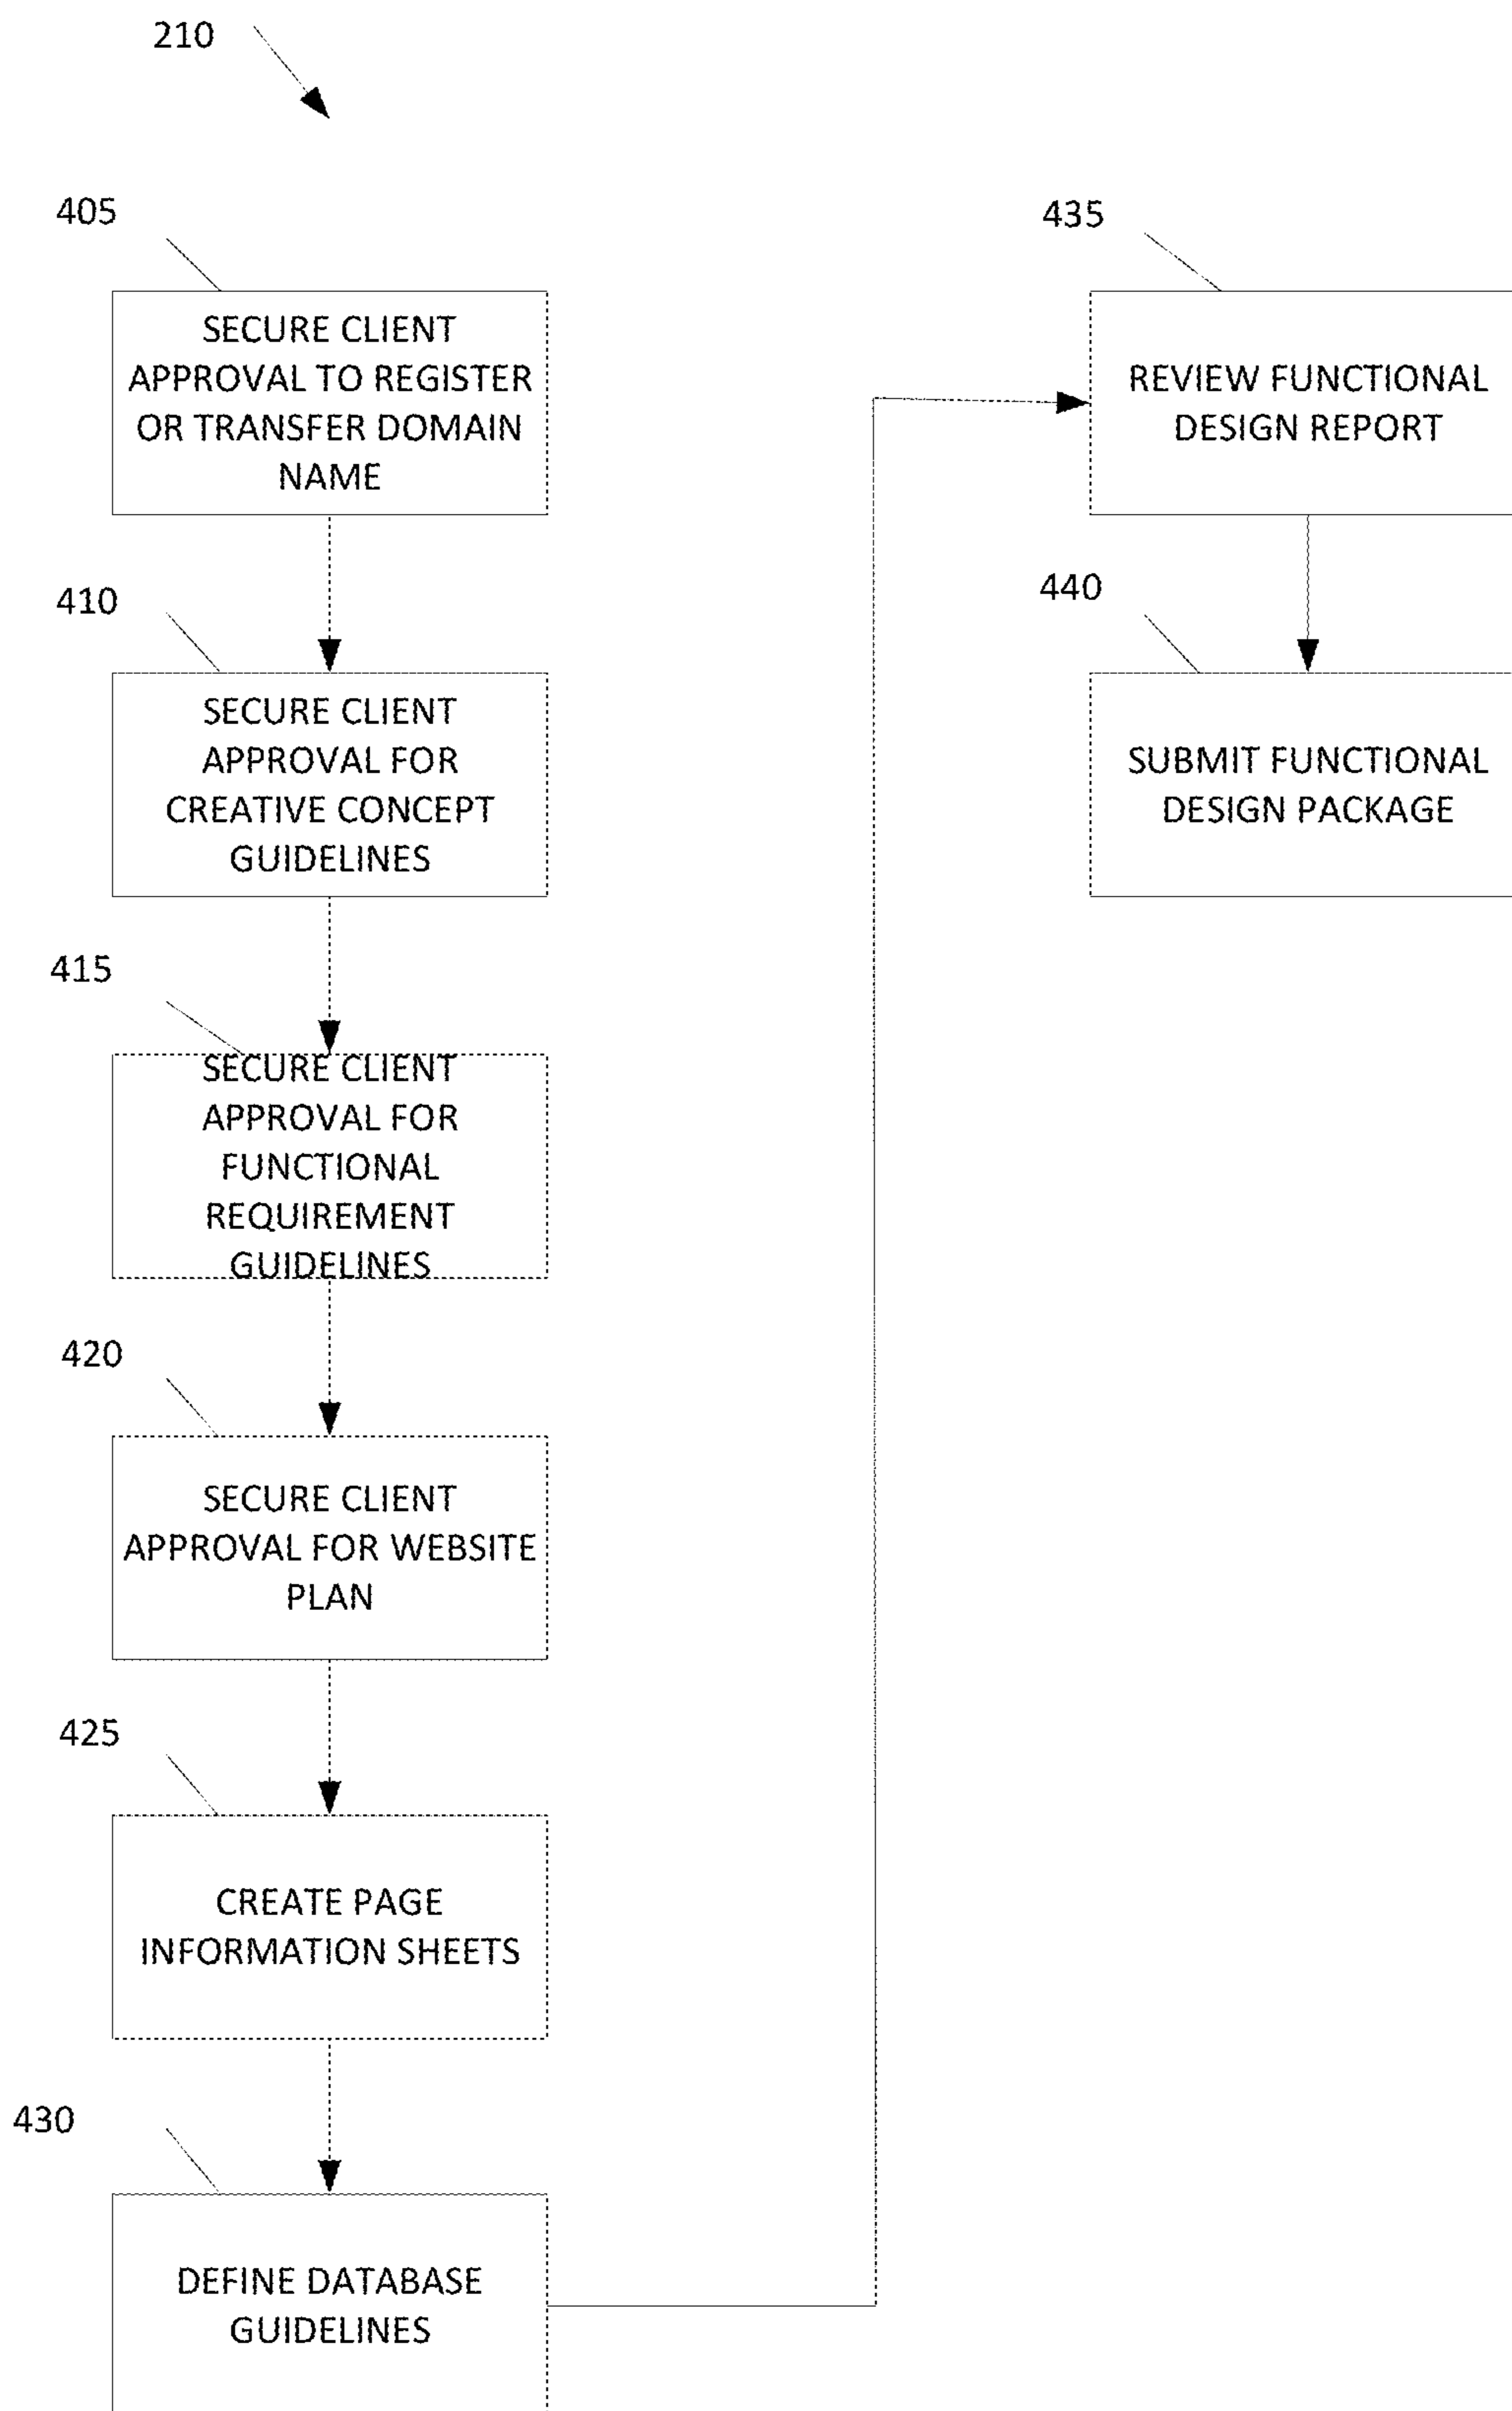 210
405
SECURE CLIENT
APPROVAL TO REGISTER
OR TRANSFER DOMAIN
NAME
410
SECURE CLIENT
APPROVAL FOR
CREATIVE CONCEPT
GUIDELINES
415
SECURE CLIENT
APPROVAL FOR
FUNCTIONAL
REQUIREMENT
GUIDELINES
420
SECURE CLIENT
APPROVAL FOR WEBSITE
PLAN
425
CREATE PAGE
INFORMATION SHEETS
430
DEFINE DATABASE
GUIDELINES
435
REVIEW FUNCTIONAL
DESIGN REPORT
440
SUBMIT FUNCTIONAL
DESIGN PACKAGE